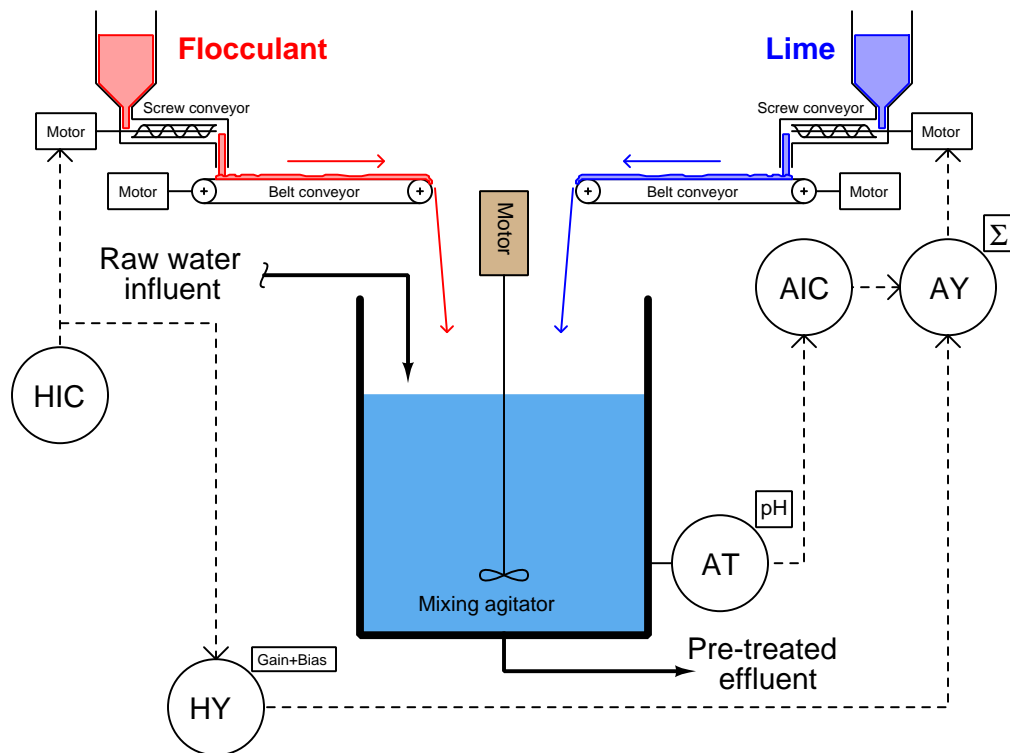 Flocculant
Lime
Screw conveyor
Screw conveyor
Motor
Motor
Motor
Belt conveyor
Belt conveyor
Motor
+
+
+
+
Motor
Σ
Raw water
influent
AIC
AY
HIC
pH
AT
Mixing agitator
Gain+Bias
HY
Pre-treated
effluent